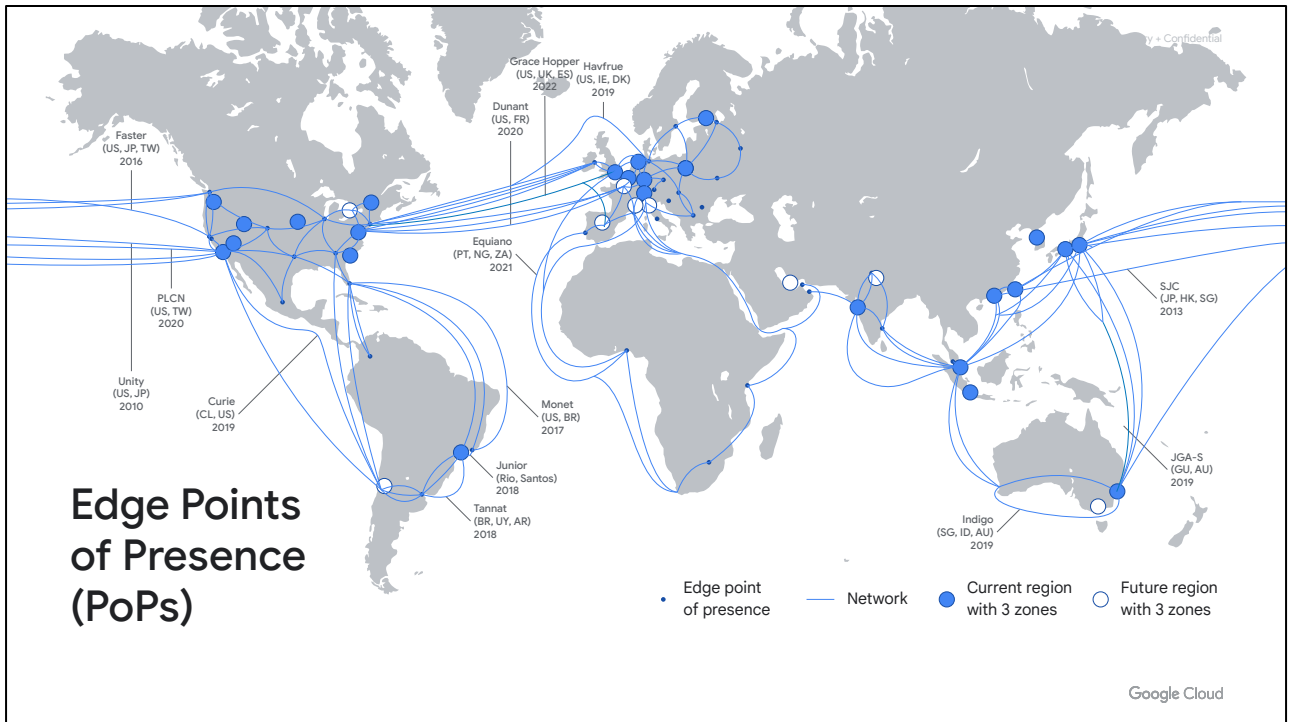 y + Confidential
Grace Hopper
(US, UK, ES)
2022
Havfrue
(US, IE, DK)
2019
Dunant
(US, FR)
2020
Faster
(US, JP, TW)
2016
Equiano
(PT, NG, ZA)
2021
PLCN
(US, TW)
2020
SJC
(JP, HK, SG)
2013
Unity
(US, JP)
2010
Curie
(CL, US)
2019
Monet
(US, BR)
2017
Junior
(Rio, Santos)
2018
Tannat
(BR, UY, AR)
2018
JGA-S
(GU, AU)
2019
Indigo
(SG, ID, AU)
2019
Edge Points
of Presence
(PoPs)
Edge point
of presence
Network
Current region
with 3 zones
Future region
with 3 zones
Google Cloud